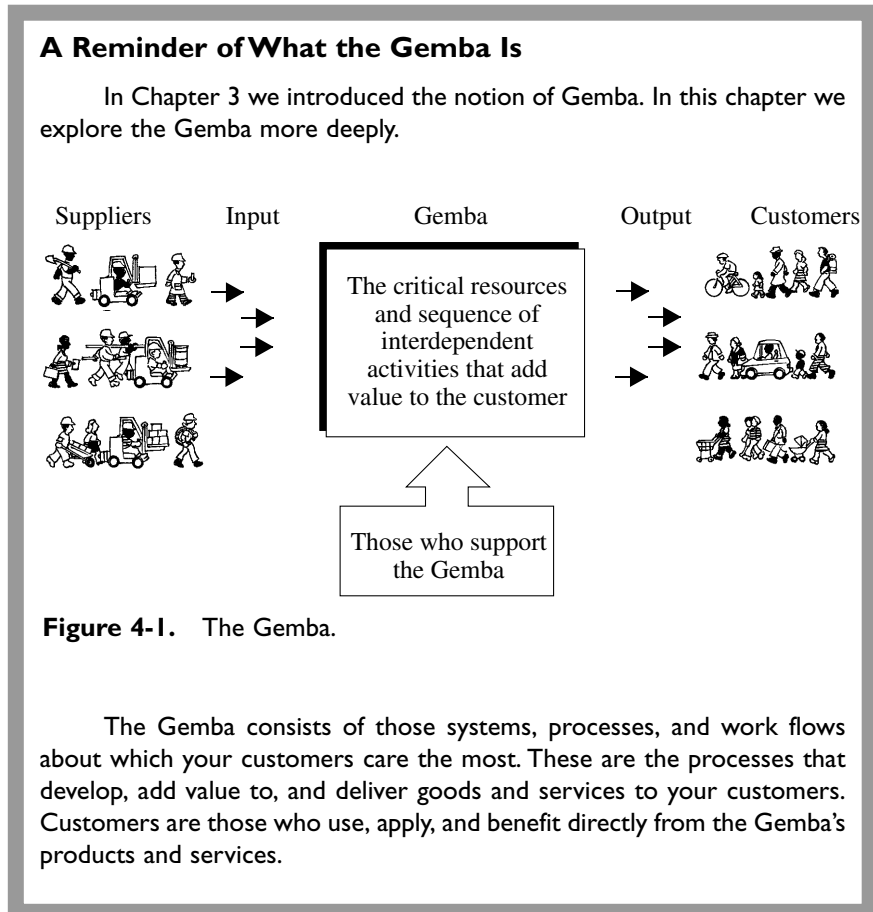 A Reminder of What the Gemba Is
In Chapter 3 we introduced the notion of Gemba. In this chapter we
explore the Gemba more deeply.
Suppliers Input Gemba Output Customers
The critical resources
and sequence of
interdependent
activities that add
value to the customer
Those who support
the Gemba
Figure 4-1. The Gemba.
The Gemba consists of those systems, processes, and work flows
about which your customers care the most. These are the processes that
develop, add value to, and deliver goods and services to your customers.
Customers are those who use, apply, and benefit directly from the Gemba’s
products and services.